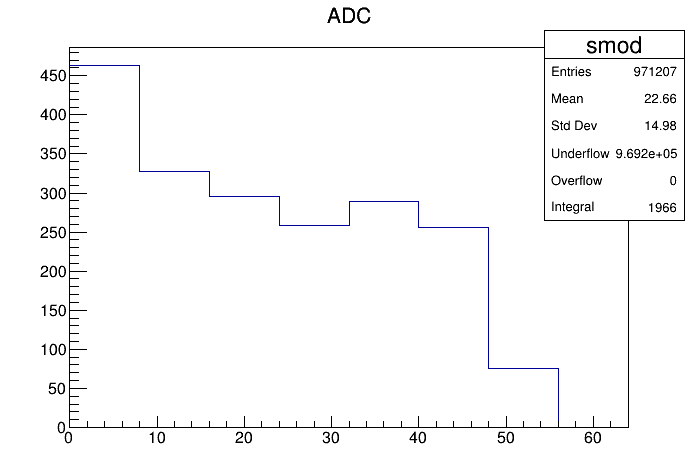 ADC
smod
Entries 971207
Mean 22.66
Std Dev 14.98
Underflow 9.692e+05
Overflow 0
Integral 1966
450
400
350
300
250
200
150
100
50
0
0 10 20 30 40 50 60